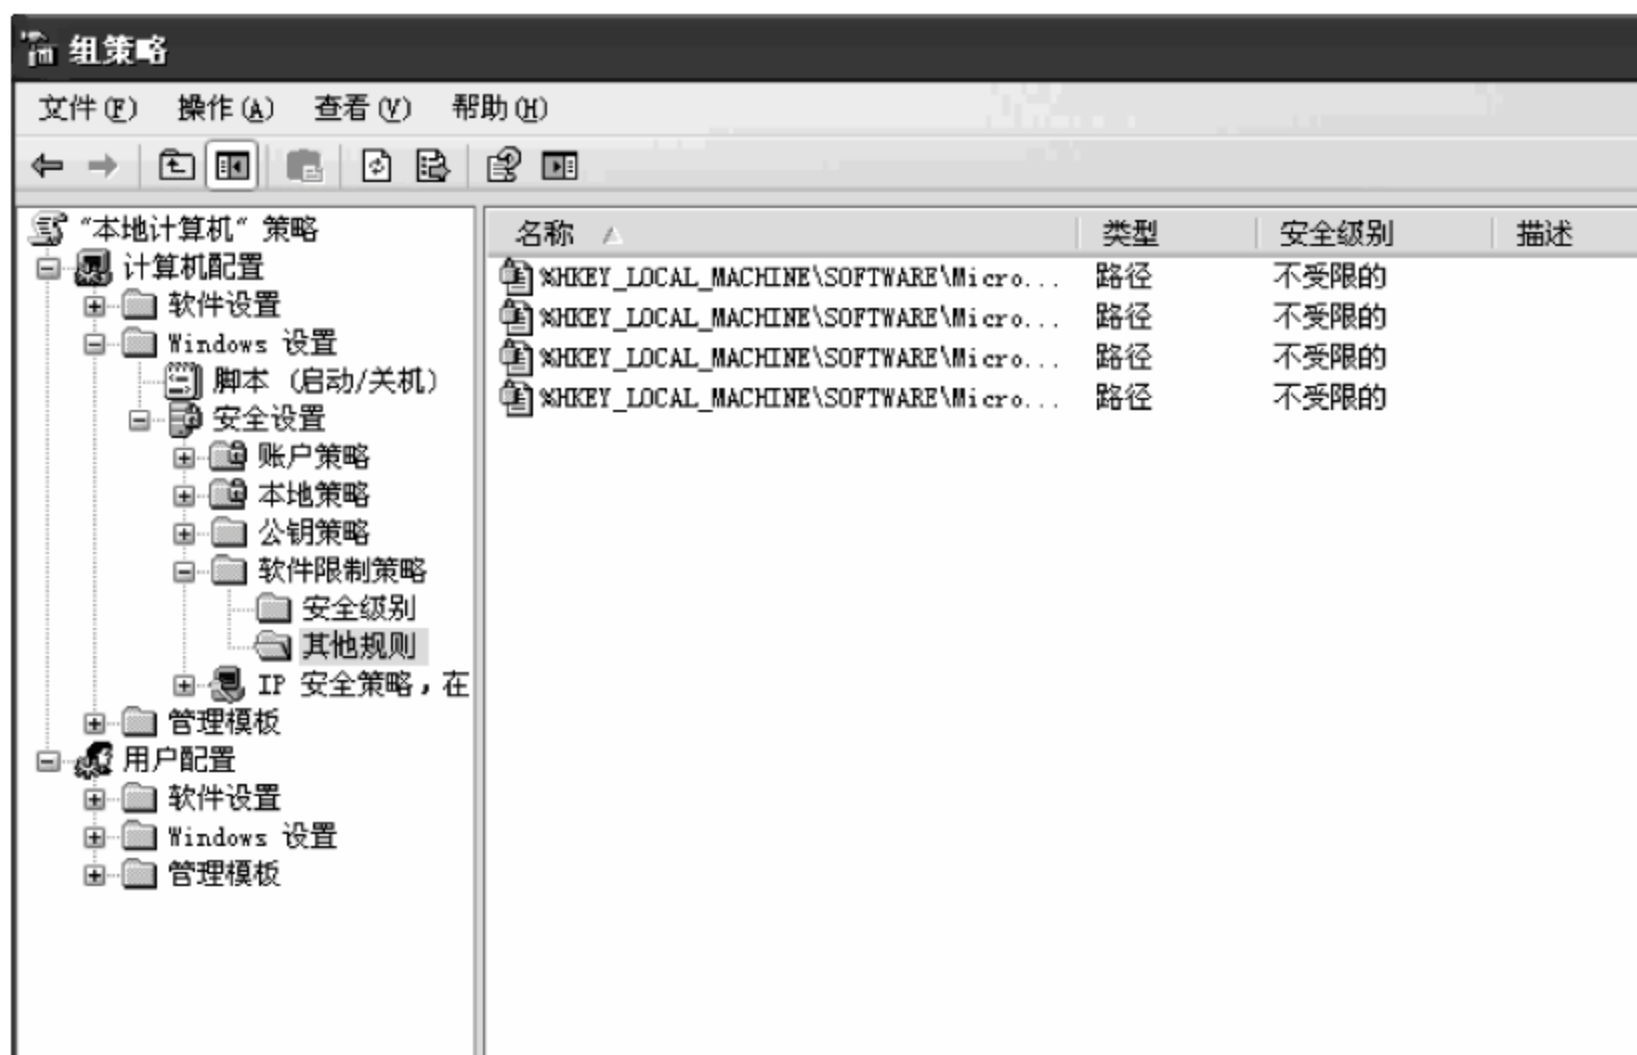 组策略
文件(F) 操作(A) 查看(V) 帮助(H)
“本地计算机”策略
计算机配置
软件设置
Windows 设置
脚本 (启动/关机)
安全设置
账户策略
本地策略
公钥策略
软件限制策略
安全级别
其他规则
IP 安全策略,在
管理模板
用户配置
软件设置
Windows 设置
管理模板
名称 类型 安全级别 描述
%HKEY_LOCAL_MACHINE\SOFTWARE\Micro... 路径 不受限的
%HKEY_LOCAL_MACHINE\SOFTWARE\Micro... 路径 不受限的
%HKEY_LOCAL_MACHINE\SOFTWARE\Micro... 路径 不受限的
%HKEY_LOCAL_MACHINE\SOFTWARE\Micro... 路径 不受限的